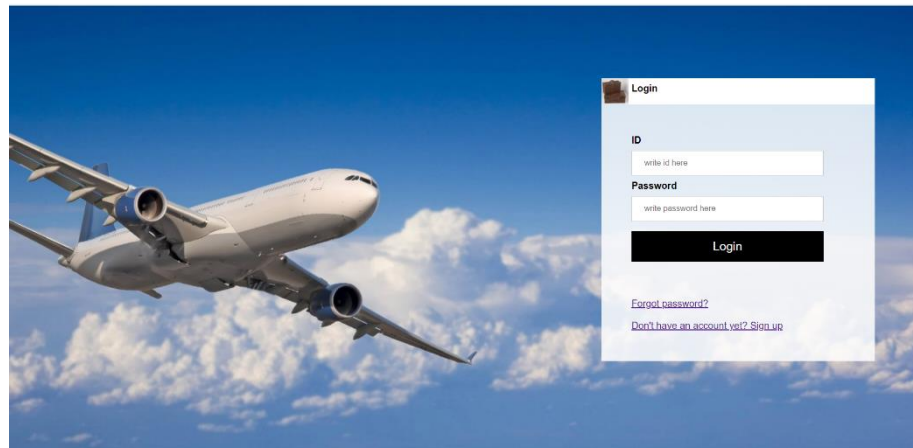 Login
ID
write id here
Password
write password here
Login
Forgot password?
Don't have an account yet? Sign up